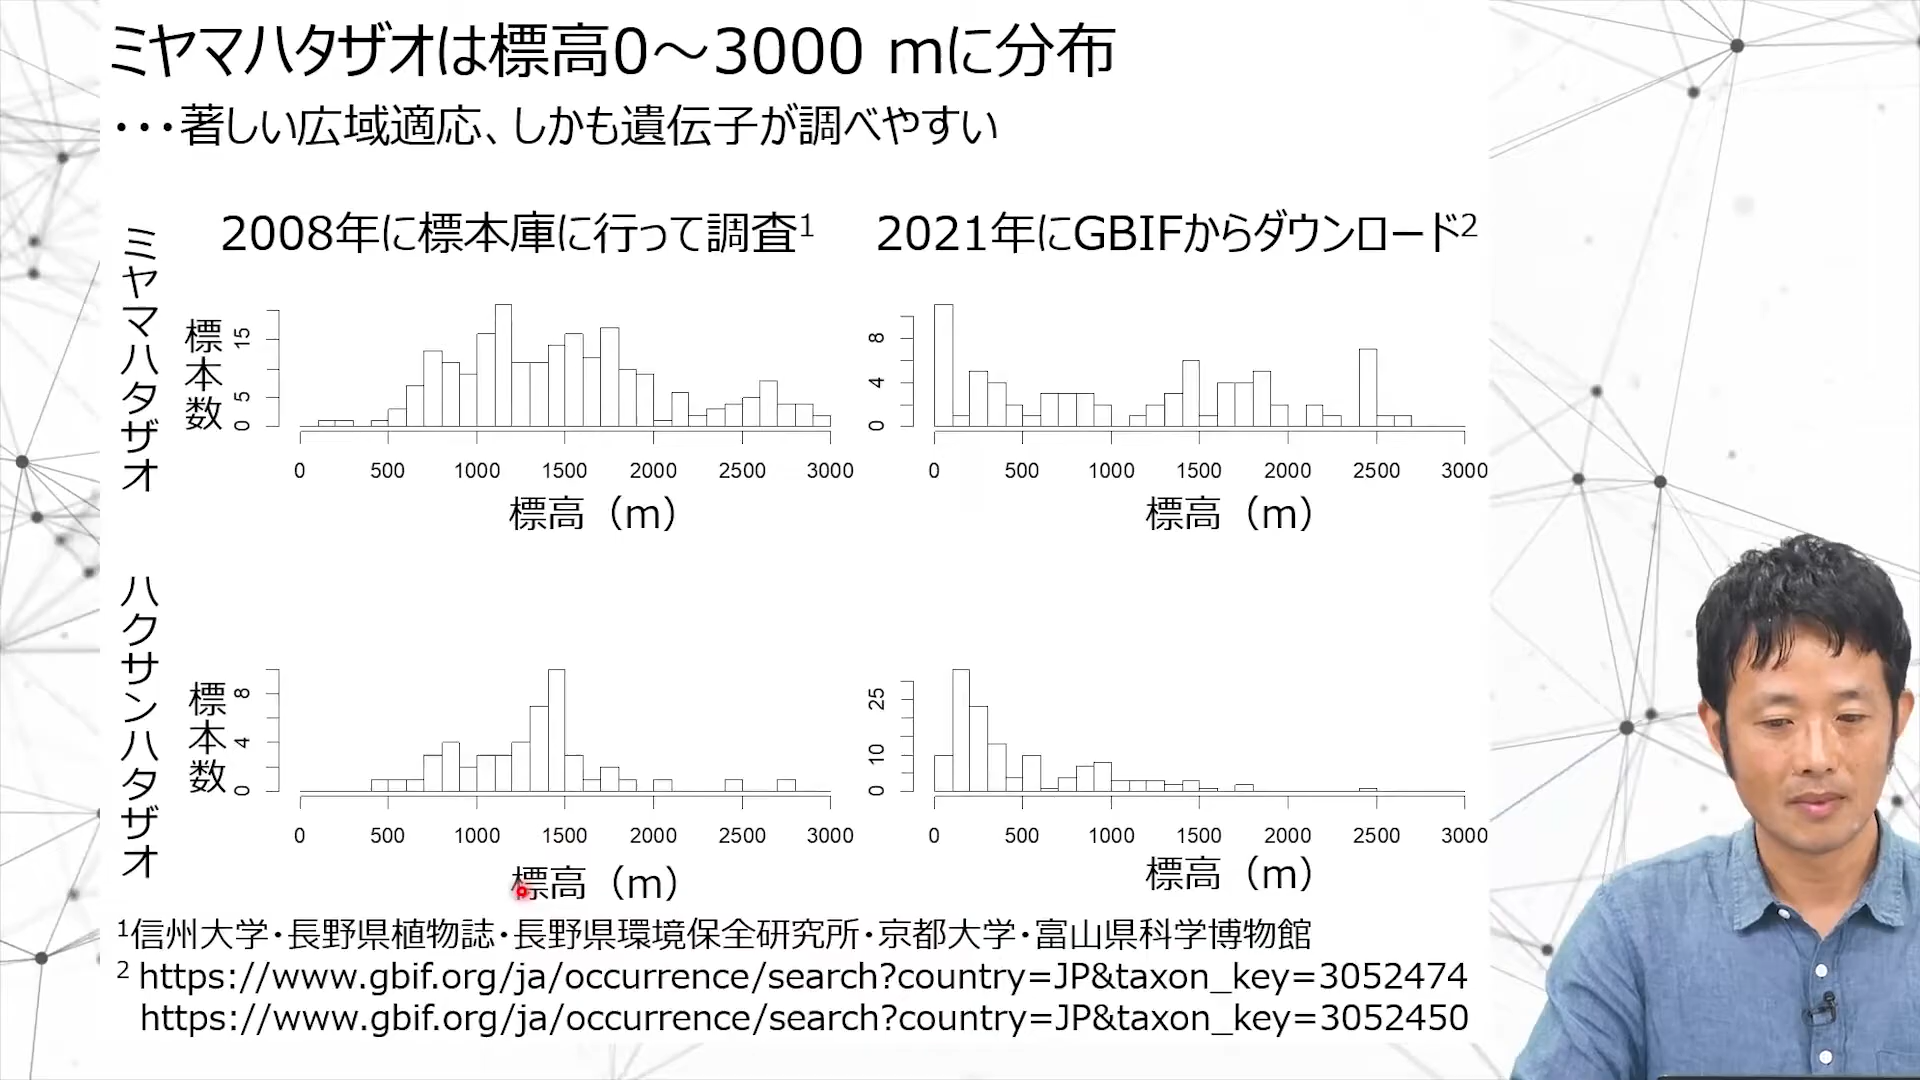 ミヤマハタザオは標高0～3000 mに分布
･･･著しい広域適応、しかも遺伝子が調べやすい
2008年に標本庫に行って調査1
2021年にGBIFからダウンロード2
ミヤマハタザオ
標本数
0 5 15
0 500 1000 1500 2000 2500 3000
標高（m）
0 4 8
0 500 1000 1500 2000 2500 3000
標高（m）
ハクサンハタザオ
標本数
0 4 8
0 500 1000 1500 2000 2500 3000
標高（m）
0 10 25
0 500 1000 1500 2000 2500 3000
標高（m）
1信州大学･長野県植物誌･長野県環境保全研究所･京都大学･富山県科学博物館
2 https://www.gbif.org/ja/occurrence/search?country=JP&taxon_key=3052474
https://www.gbif.org/ja/occurrence/search?country=JP&taxon_key=3052450